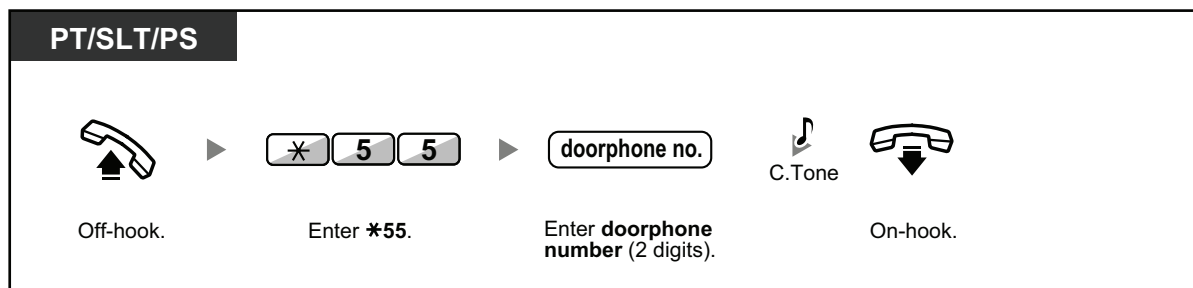 PT/SLT/PS
* 5 5
doorphone no.
C.Tone
Off-hook.
Enter *55.
Enter doorphone
number (2 digits).
On-hook.